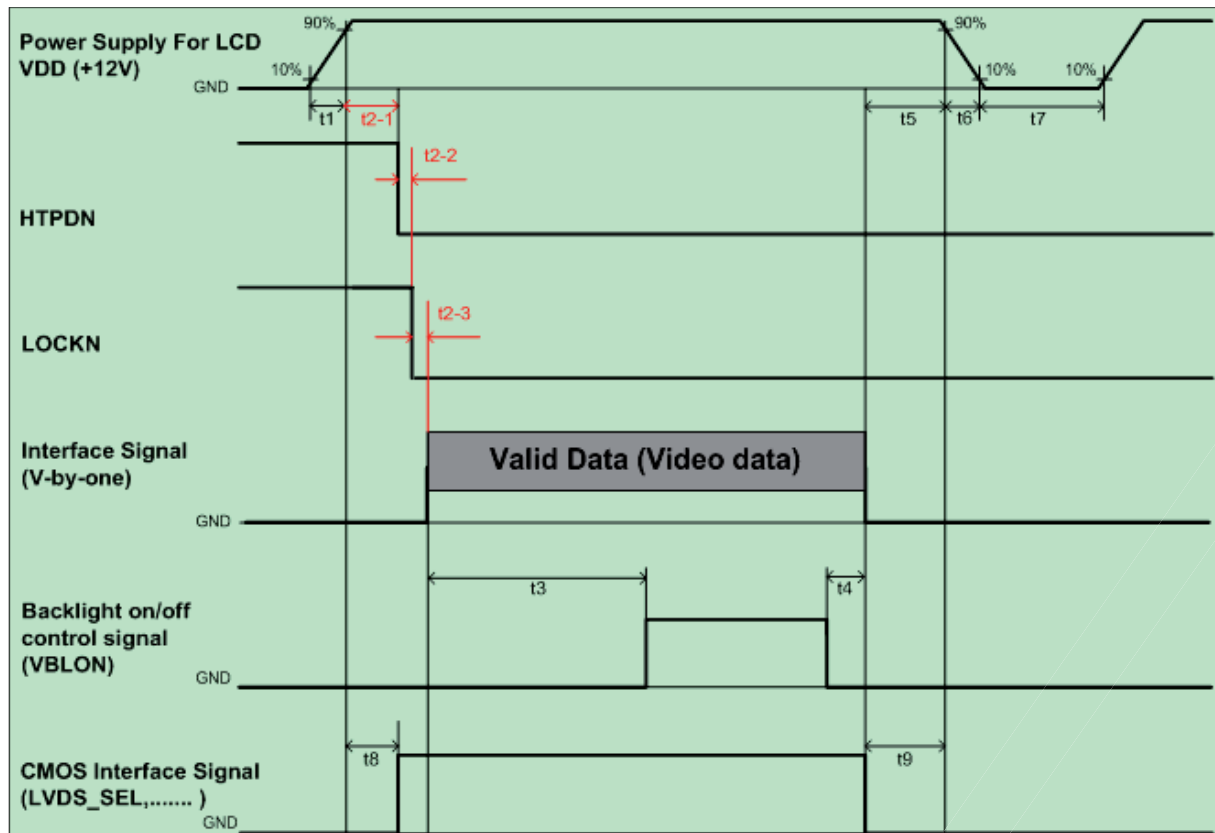 Power Supply For LCD
VDD (+12V)
90%
10%
GND
90%
10%
10%
t1
t2-1
t5
t6
t7
t2-2
HTPDN
t2-3
LOCKN
Interface Signal
(V-by-one)
Valid Data (Video data)
GND
t3
t4
Backlight on/off
control signal
(VBLON)
GND
t8
t9
CMOS Interface Signal
(LVDS_SEL,....... )
GND